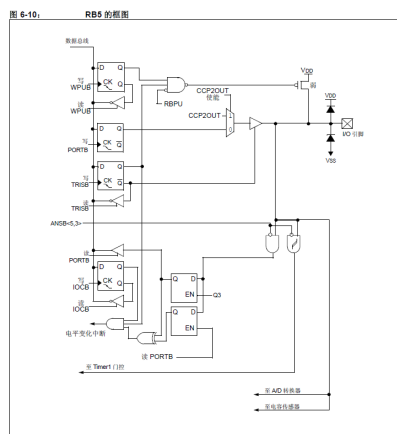 图 6-10: RB5 的框图
数据总线
VDD
D Q
写
WPUB
CK Q
弱
RBPU
CCP2OUT
使能
读
WPUB
CCP2OUT
1
0
VDD
I/O 引脚
VSS
D Q
写
PORTB
CK Q
D Q
写
TRISB
CK Q
读
TRISB
ANSB<5,3>
读
PORTB
D Q
写
IOCB
CK Q
Q D
EN
Q3
读
IOCB
Q D
EN
电平变化中断
读 PORTB
至 Timer1 门控
至 A/D 转换器
至电容传感器